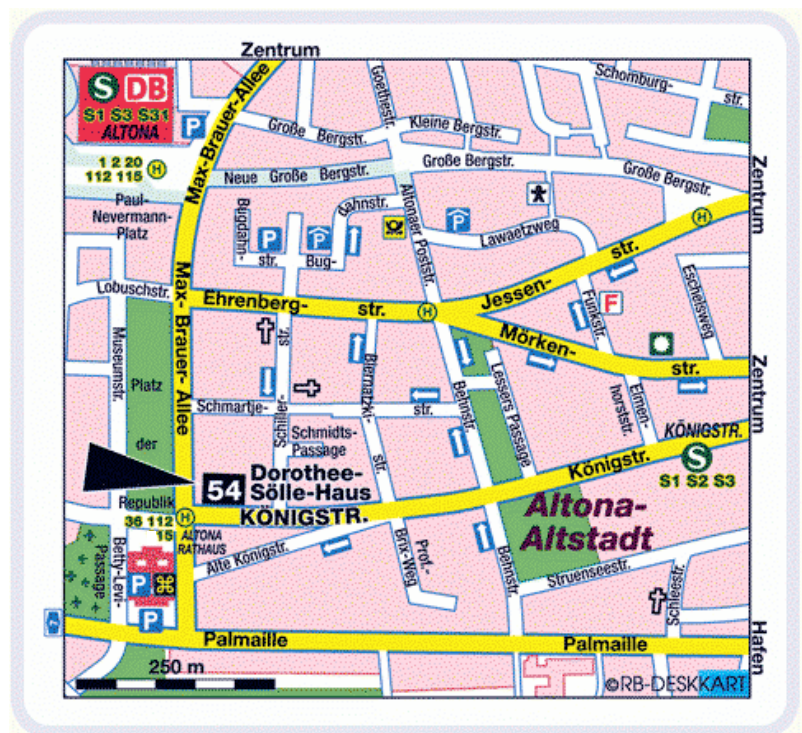 Zentrum
S DB
S1 S3 S31
ALTONA
P
Max-Brauer-Allee
Goethestr.
Schomburg-
str.
Große Bergstr.
Kleine Bergstr.
1 2 20
112 115
H
Neue Große Bergstr.
Große Bergstr.
Große Bergstr.
Zentrum
Paul-
Nevermann-
Platz
Bugdahn-
str.
Bug-
dahnstr.
P
P
P
Altonaer Poststr.
Lawaetzweg
H
Lobuschstr.
Max-Brauer-Allee
Ehrenberg-
str.
H
Jessen-
str.
Funkstr.
F
Eschelsweg
Mörken-
str.
Zentrum
Museumstr.
Platz
der
Republik
Schiller-
str.
Biernatzki-
str.
Schmartje-
str.
Behnstr.
Lessers Passage
Elmen-
horststr.
Schmidts-
Passage
KÖNIGSTR.
S
S1 S2 S3
54 Dorothee-
Sölle-Haus
Königstr.
KÖNIGSTR.
Altona-
Altstadt
36 112
15
H
ALTONA
RATHAUS
Alte Königstr.
Prof.-
Brix-Weg
Behnstr.
Struenseestr.
Schleestr.
Betty-Levi-
Passage
P
P
Palmaille
Palmaille
Hafen
250 m
©RB-DESKKART